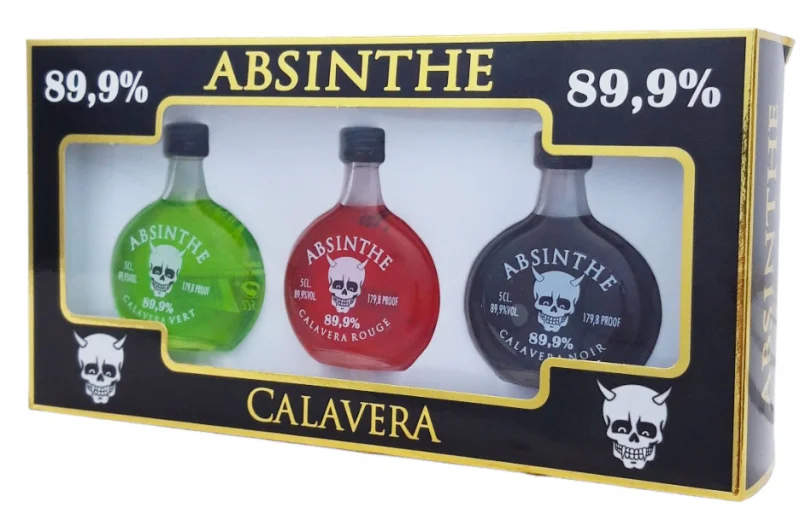 ABSINTHE
89,9%
89,9%
ABSINTHE
5CL.
89,9%VOL
179,8 PROOF
89,9%
CALAVERA VERT
ABSINTHE
5CL.
89,9%VOL
179,8 PROOF
89,9%
CALAVERA ROUGE
ABSINTHE
5CL.
89,9%VOL
179,8 PROOF
89,9%
CALAVERA NOIR
CALAVERA
ABSINTHE